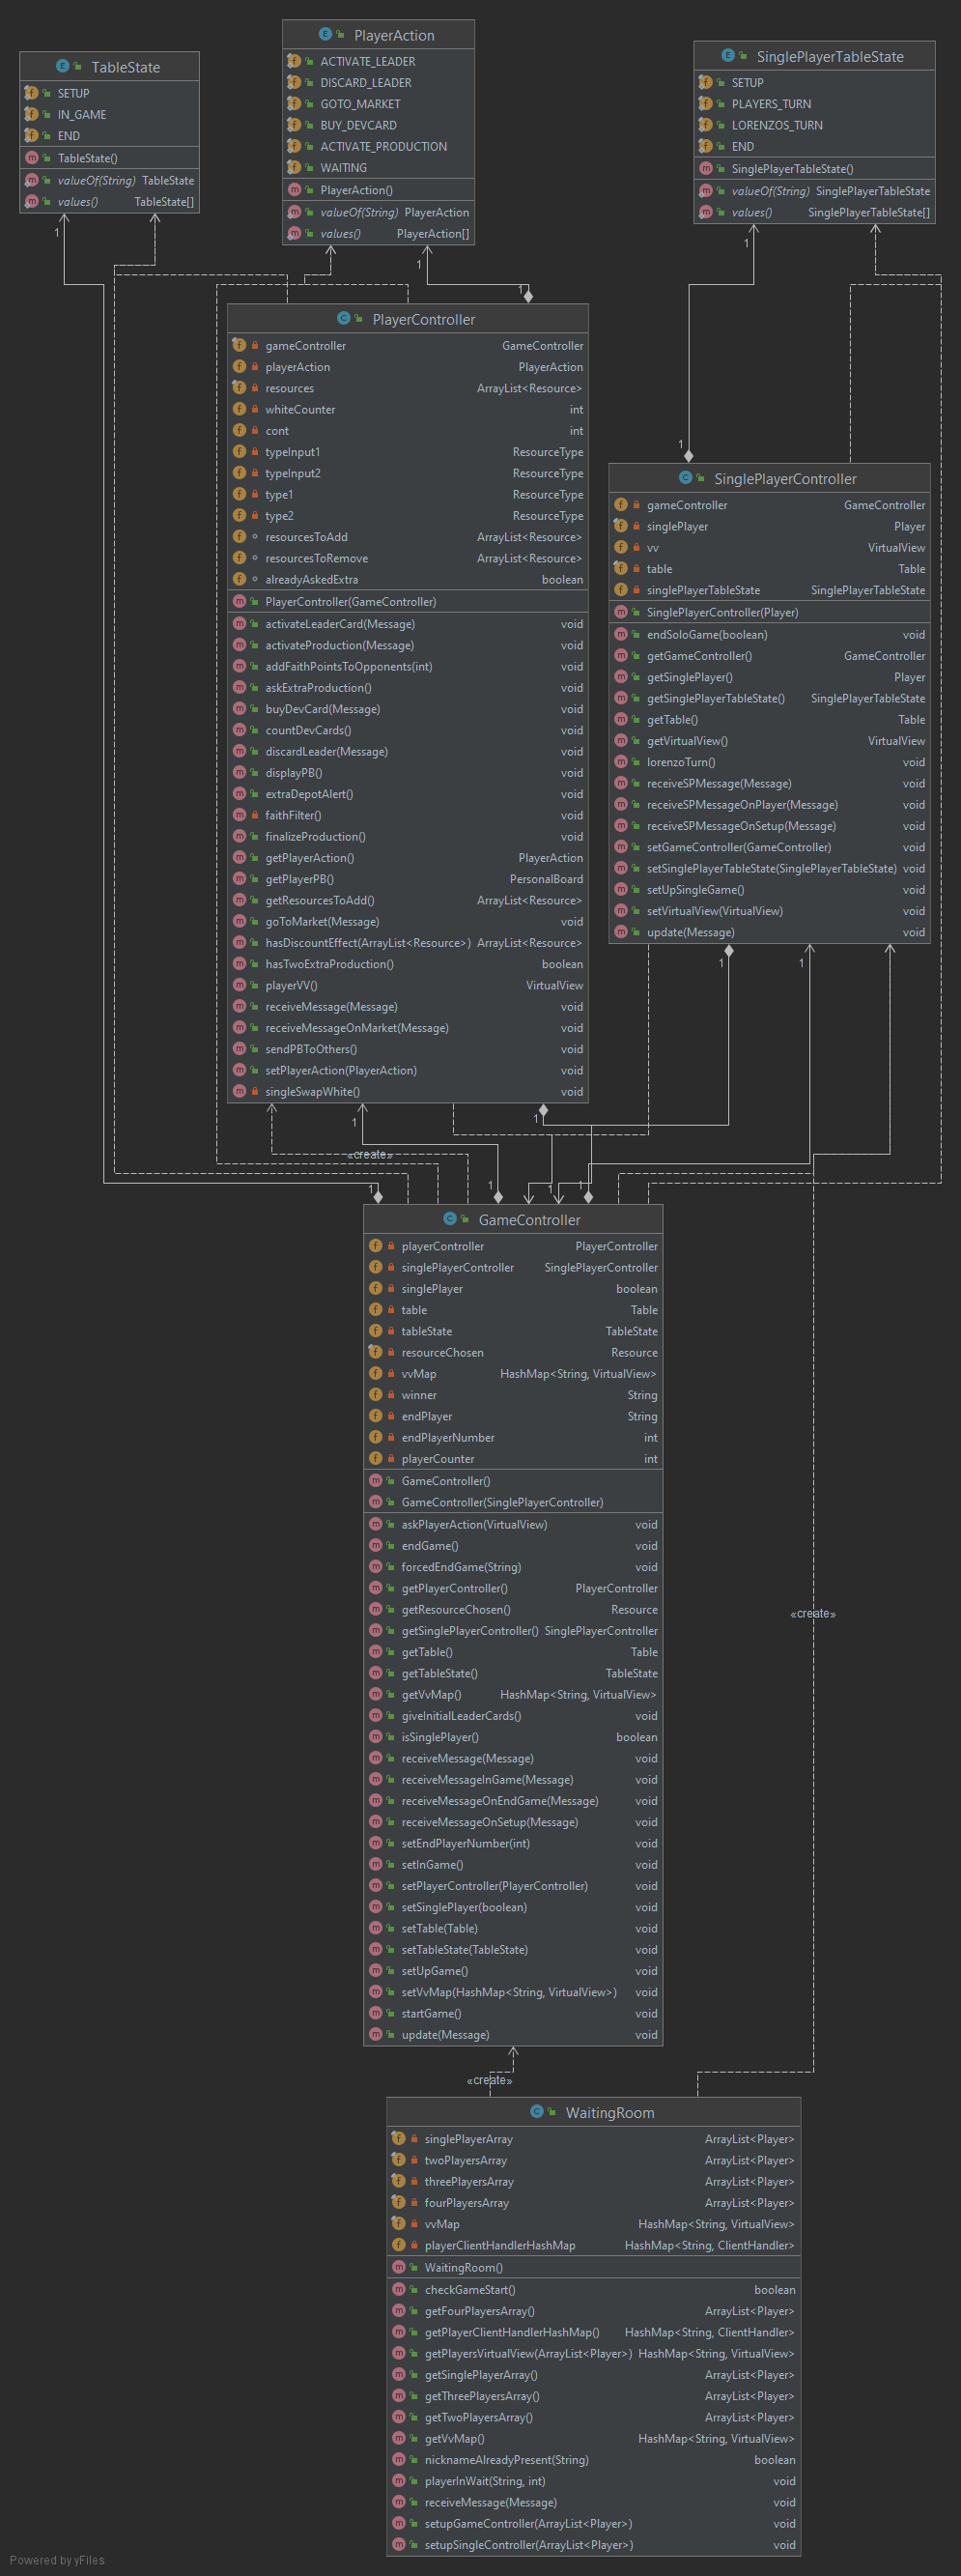 PlayerAction
ACTIVATE_LEADER
DISCARD_LEADER
GOTO_MARKET
BUY_DEVCARD
ACTIVATE_PRODUCTION
WAITING
PlayerAction()
valueOf(String) PlayerAction
values() PlayerAction[]
TableState
SETUP
IN_GAME
END
TableState()
valueOf(String) TableState
values() TableState[]
SinglePlayerTableState
SETUP
PLAYERS_TURN
LORENZOS_TURN
END
SinglePlayerTableState()
valueOf(String) SinglePlayerTableState
values() SinglePlayerTableState[]
1
1
1
1
1
PlayerController
gameController GameController
playerAction PlayerAction
resources ArrayList<Resource>
whiteCounter int
cont int
typeInput1 ResourceType
typeInput2 ResourceType
type1 ResourceType
type2 ResourceType
resourcesToAdd ArrayList<Resource>
resourcesToRemove ArrayList<Resource>
alreadyAskedExtra boolean
PlayerController(GameController)
activateLeaderCard(Message) void
activateProduction(Message) void
addFaithPointsToOpponents(int) void
askExtraProduction() void
buyDevCard(Message) void
countDevCards() void
discardLeader(Message) void
displayPB() void
extraDepotAlert() void
faithFilter() void
finalizeProduction() void
getPlayerAction() PlayerAction
getPlayerPB() PersonalBoard
getResourcesToAdd() ArrayList<Resource>
goToMarket(Message) void
hasDiscountEffect(ArrayList<Resource>) ArrayList<Resource>
hasTwoExtraProduction() boolean
playerVV() VirtualView
receiveMessage(Message) void
receiveMessageOnMarket(Message) void
sendPBToOthers() void
setPlayerAction(PlayerAction) void
singleSwapWhite() void
SinglePlayerController
gameController GameController
singlePlayer Player
vv VirtualView
table Table
singlePlayerTableState SinglePlayerTableState
SinglePlayerController(Player)
endSoloGame(boolean) void
getGameController() GameController
getSinglePlayer() Player
getSinglePlayerTableState() SinglePlayerTableState
getTable() Table
getVirtualView() VirtualView
lorenzoTurn() void
receiveSPMessage(Message) void
receiveSPMessageOnPlayer(Message) void
receiveSPMessageOnSetup(Message) void
setGameController(GameController) void
setSinglePlayerTableState(SinglePlayerTableState) void
setUpSingleGame() void
setVirtualView(VirtualView) void
update(Message) void
1
1
1
1
«create»
1
1
1
1
GameController
playerController PlayerController
singlePlayerController SinglePlayerController
singlePlayer boolean
table Table
tableState TableState
resourceChosen Resource
vvMap HashMap<String, VirtualView>
winner String
endPlayer String
endPlayerNumber int
playerCounter int
GameController()
GameController(SinglePlayerController)
askPlayerAction(VirtualView) void
endGame() void
forcedEndGame(String) void
getPlayerController() PlayerController
getResourceChosen() Resource
getSinglePlayerController() SinglePlayerController
getTable() Table
getTableState() TableState
getVvMap() HashMap<String, VirtualView>
giveInitialLeaderCards() void
isSinglePlayer() boolean
receiveMessage(Message) void
receiveMessageInGame(Message) void
receiveMessageOnEndGame(Message) void
receiveMessageOnSetup(Message) void
setEndPlayerNumber(int) void
setInGame() void
setPlayerController(PlayerController) void
setSinglePlayer(boolean) void
setTable(Table) void
setTableState(TableState) void
setUpGame() void
setVvMap(HashMap<String, VirtualView>) void
startGame() void
update(Message) void
«create»
«create»
WaitingRoom
singlePlayerArray ArrayList<Player>
twoPlayersArray ArrayList<Player>
threePlayersArray ArrayList<Player>
fourPlayersArray ArrayList<Player>
vvMap HashMap<String, VirtualView>
playerClientHandlerHashMap HashMap<String, ClientHandler>
WaitingRoom()
checkGameStart() boolean
getFourPlayersArray() ArrayList<Player>
getPlayerClientHandlerHashMap() HashMap<String, ClientHandler>
getPlayersVirtualView(ArrayList<Player>) HashMap<String, VirtualView>
getSinglePlayerArray() ArrayList<Player>
getThreePlayersArray() ArrayList<Player>
getTwoPlayersArray() ArrayList<Player>
getVvMap() HashMap<String, VirtualView>
nicknameAlreadyPresent(String) boolean
playerInWait(String, int) void
receiveMessage(Message) void
setupGameController(ArrayList<Player>) void
setupSingleController(ArrayList<Player>) void
Powered by yFiles